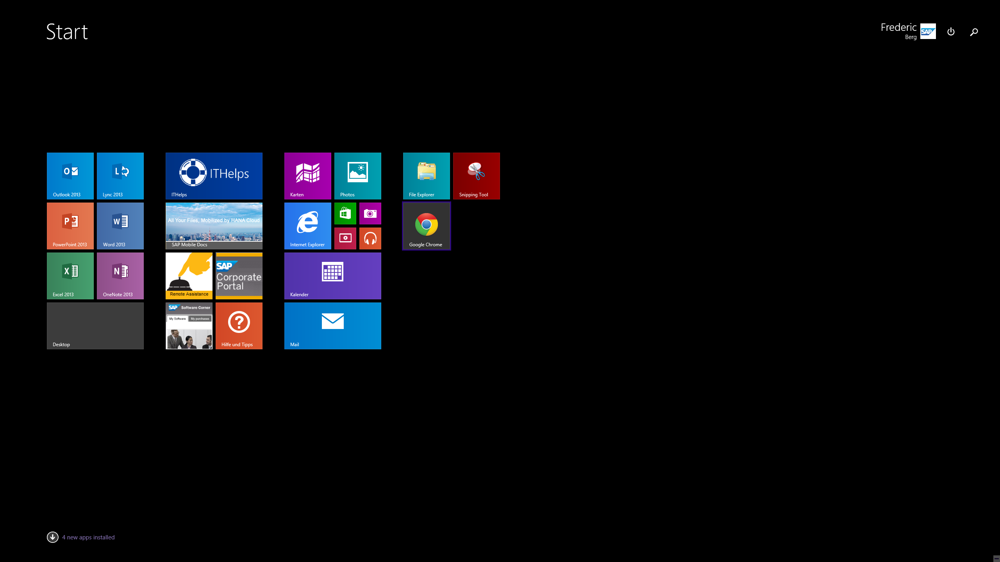 Start
Frederic
Berg
SAP
Outlook 2013
Lync 2013
PowerPoint 2013
Word 2013
Excel 2013
OneNote 2013
Desktop
ITHelps
ITHelps
All Your Files, Mobilized by HANA Cloud
SAP Mobile Docs
Remote Assistance
SAP
Corporate
Portal
SAP Software Corner
My Software My purchases
Hilfe und Tipps
Karten
Photos
Internet Explorer
Kalender
Mail
File Explorer
Snipping Tool
Google Chrome
4 new apps installed